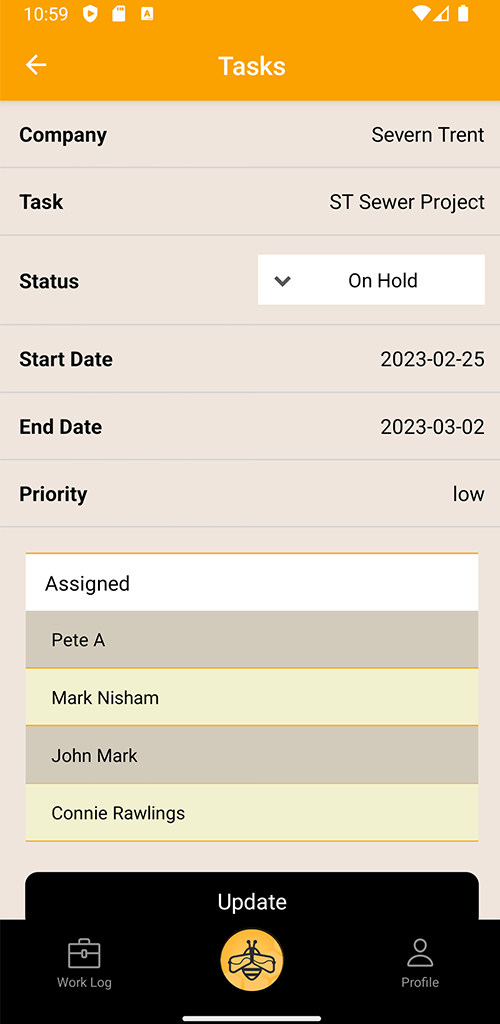 10:59
Tasks
Company Severn Trent
Task ST Sewer Project
Status On Hold
Start Date 2023-02-25
End Date 2023-03-02
Priority low
Assigned
Pete A
Mark Nisham
John Mark
Connie Rawlings
Update
Work Log Profile